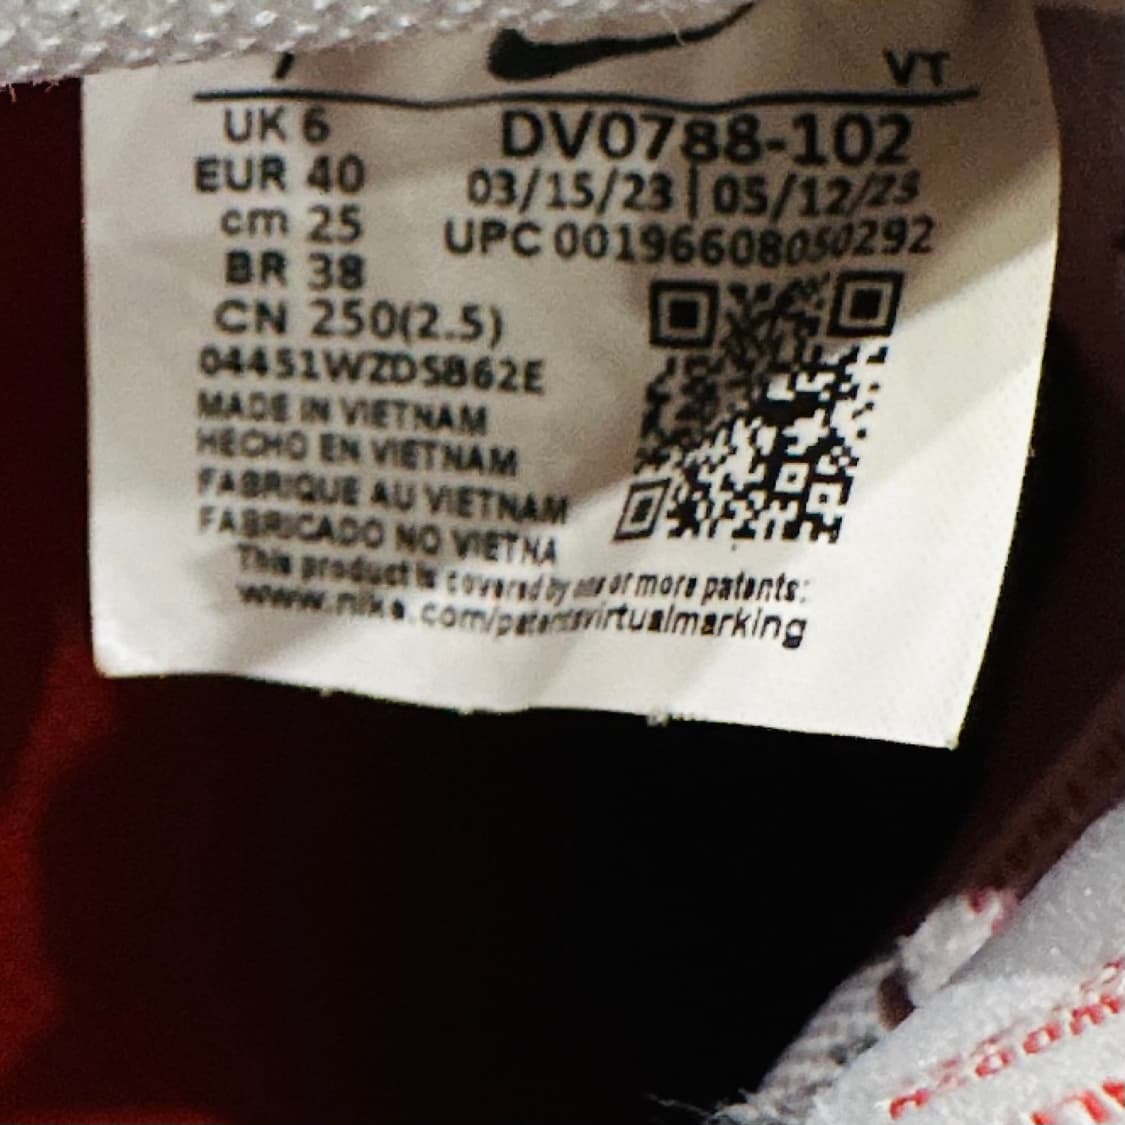 7
VT
UK 6
EUR 40
cm 25
BR 38
CN 250(2.5)
DV0788-102
03/15/23 | 05/12/23
UPC 00196608050292
04451WZDSB62E
MADE IN VIETNAM
HECHO EN VIETNAM
FABRIQUE AU VIETNAM
FABRICADO NO VIETNA
This product is covered by one or more patents:
www.nike.com/patentsvirtualmarking